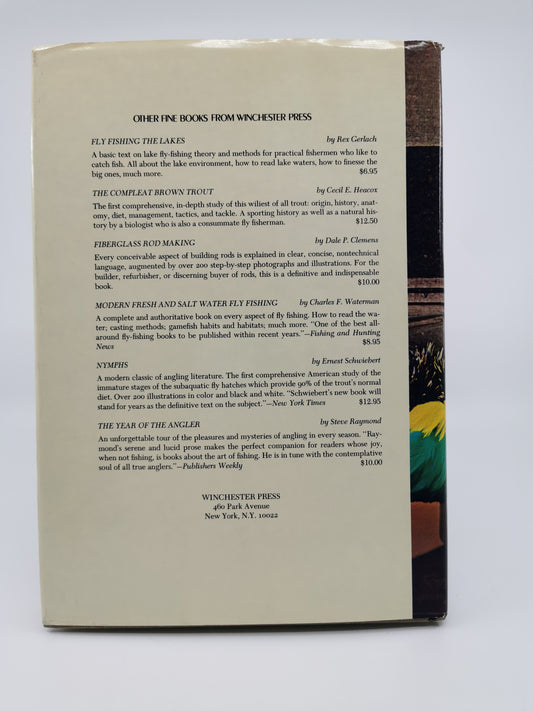 OTHER FINE BOOKS FROM WINCHESTER PRESS
FLY FISHING THE LAKES by Rex Gerlach
A basic text on lake fly-fishing theory and methods for practical fishermen who like to
catch fish. All about the lake environment, how to read lake waters, how to finesse the
big ones, much more. $6.95
THE COMPLEAT BROWN TROUT by Cecil E. Heacox
The first comprehensive, in-depth study of this wiliest of all trout: origin, history, anat-
omy, diet, management, tactics, and tackle. A sporting history as well as a natural his-
tory by a biologist who is also a consummate fly fisherman. $12.50
FIBERGLASS ROD MAKING by Dale P. Clemens
Every conceivable aspect of building rods is explained in clear, concise, nontechnical
language, augmented by over 200 step-by-step photographs and illustrations. For the
builder, refurbisher, or discerning buyer of rods, this is a definitive and indispensable
book. $10.00
MODERN FRESH AND SALT WATER FLY FISHING by Charles F. Waterman
A complete and authoritative book on every aspect of fly fishing. How to read the wa-
ter; casting methods; gamefish habits and habitats; much more. "One of the best all-
around fly-fishing books to be published within recent years."—Fishing and Hunting
News $8.95
NYMPHS by Ernest Schwiebert
A modern classic of angling literature. The first comprehensive American study of the
immature stages of the subaquatic fly hatches which provide 90% of the trout's normal
diet. Over 200 illustrations in color and black and white. "Schwiebert's new book will
stand for years as the definitive text on the subject."—New York Times $12.95
THE YEAR OF THE ANGLER by Steve Raymond
An unforgettable tour of the pleasures and mysteries of angling in every season. "Ray-
mond's serene and lucid prose makes the perfect companion for readers whose joy,
when not fishing, is books about the art of fishing. He is in tune with the contemplative
soul of all true anglers."—Publishers Weekly $10.00
WINCHESTER PRESS
460 Park Avenue
New York, N.Y. 10022